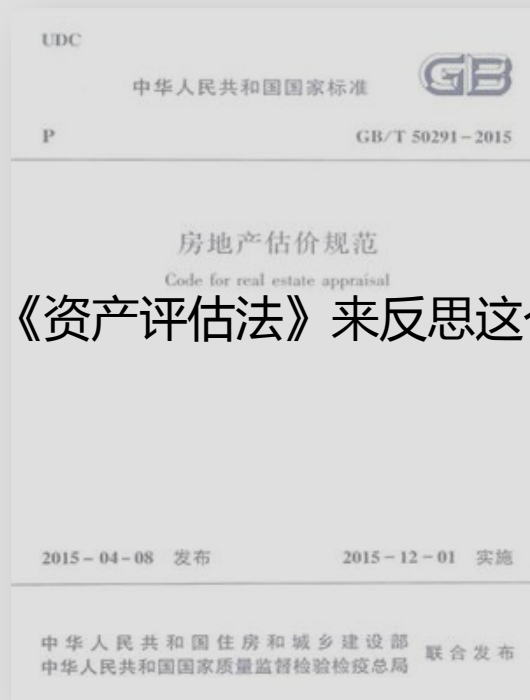 UDC
中华人民共和国国家标准
GB
P
GB/T 50291-2015
房地产估价规范
Code for real estate appraisal
《资产评估法》来反思这
2015-04-08 发布
2015-12-01 实施
中华人民共和国住房和城乡建设部
中华人民共和国国家质量监督检验检疫总局
联合发布